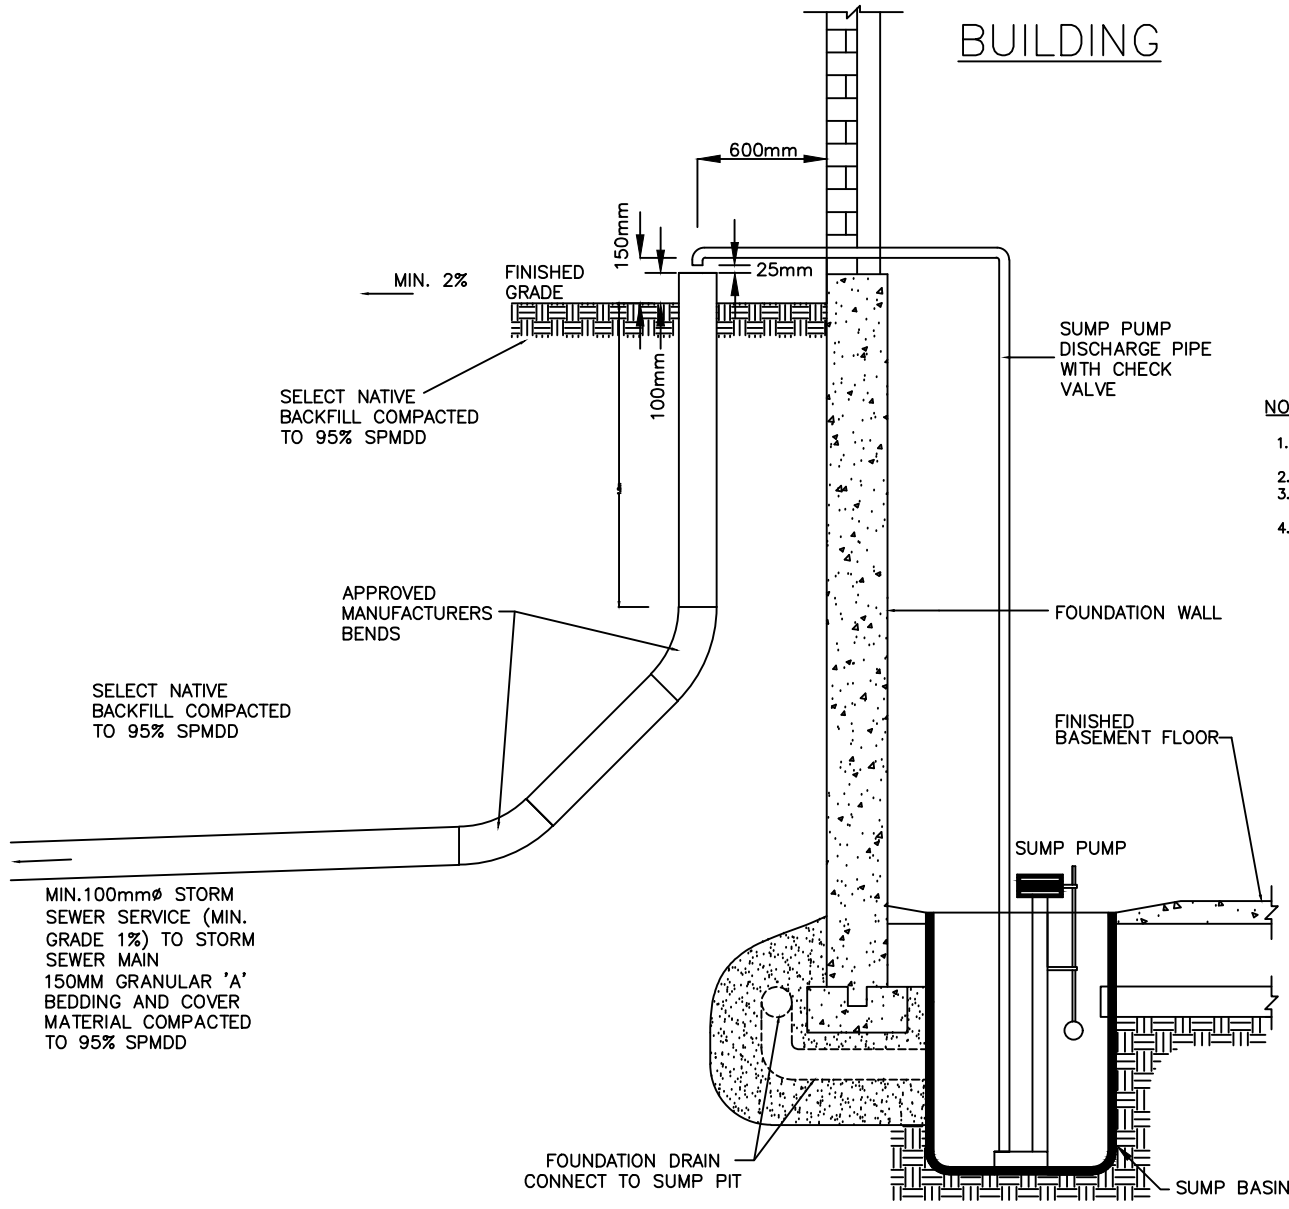 BUILDING
600mm
150mm
25mm
MIN. 2%
FINISHED
GRADE
100mm
SUMP PUMP
DISCHARGE PIPE
WITH CHECK
VALVE
SELECT NATIVE
BACKFILL COMPACTED
TO 95% SPMDD
NO
1.
2.
3.
4.
APPROVED
MANUFACTURERS
BENDS
FOUNDATION WALL
SELECT NATIVE
BACKFILL COMPACTED
TO 95% SPMDD
FINISHED
BASEMENT FLOOR
SUMP PUMP
MIN.100mmø STORM
SEWER SERVICE (MIN.
GRADE 1%) TO STORM
SEWER MAIN
150MM GRANULAR 'A'
BEDDING AND COVER
MATERIAL COMPACTED
TO 95% SPMDD
FOUNDATION DRAIN
CONNECT TO SUMP PIT
SUMP BASIN